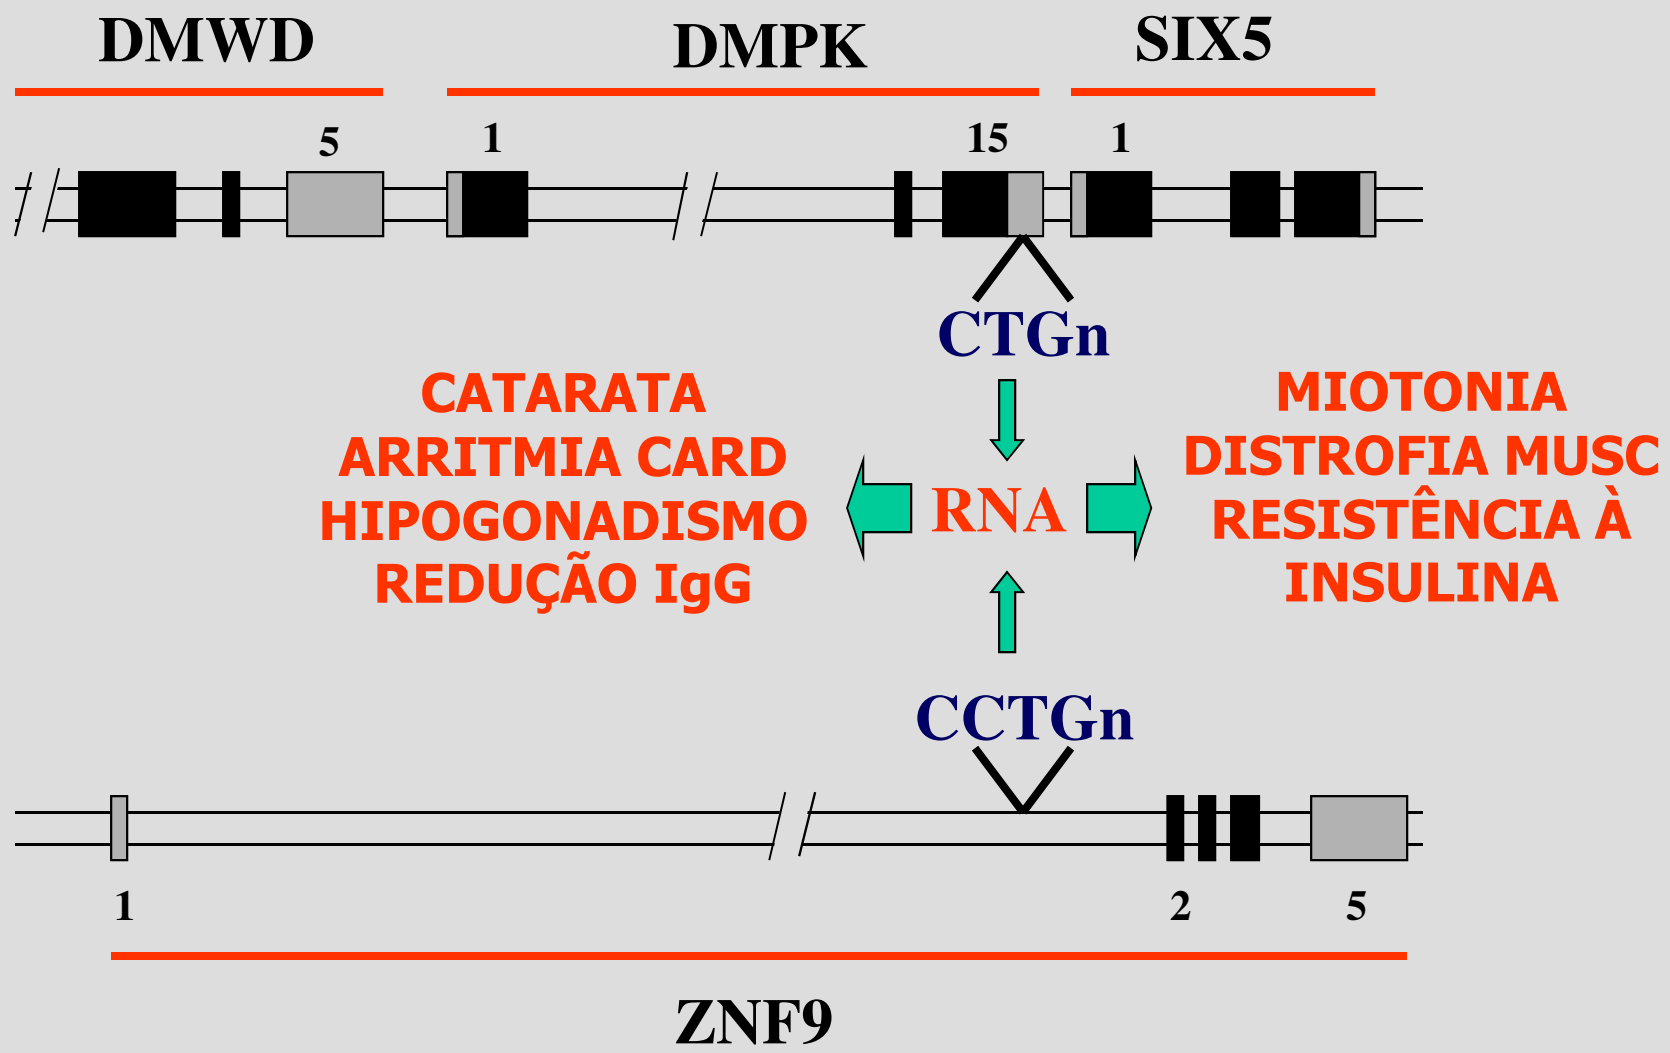 DMWD
DMPK
SIX5
5
1
15
1
CTGn
CATARATA
ARRITMIA CARD
HIPOGONADISMO
REDUÇÃO IgG
RNA
MIOTONIA
DISTROFIA MUSC
RESISTÊNCIA À
INSULINA
CCTGn
1
2
5
ZNF9